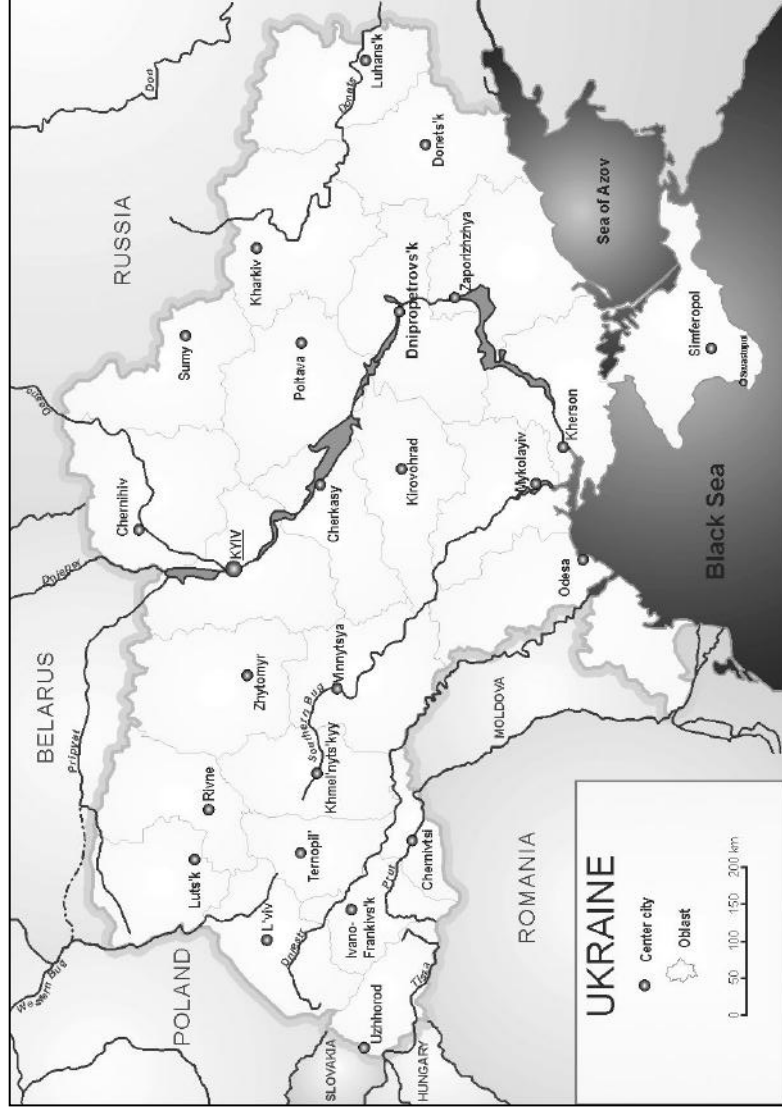 RUSSIA
BELARUS
POLAND
SLOVAKIA
HUNGARY
ROMANIA
MOLDOVA
Don
Desna
Dnieper
Pripyat
Western Bug
Donets
Southern Bug
Dnestr
Prut
Tisa
Luhans'k
Donets'k
Kharkiv
Sumy
Poltava
Dnipropetrovs'k
Zaporizhzhya
Chernihiv
KYIV
Cherkasy
Kirovohrad
Kherson
Mykolayiv
Odesa
Simferopol
Sevastopol
Zhytomyr
Vinnytsya
Khmel'nyts'kyy
Rivne
Luts'k
Ternopil'
L'viv
Ivano-
Frankivs'k
Chernivtsi
Uzhhorod
Sea of Azov
Black Sea
UKRAINE
Center city
Oblast
0 50 100 150 200 km